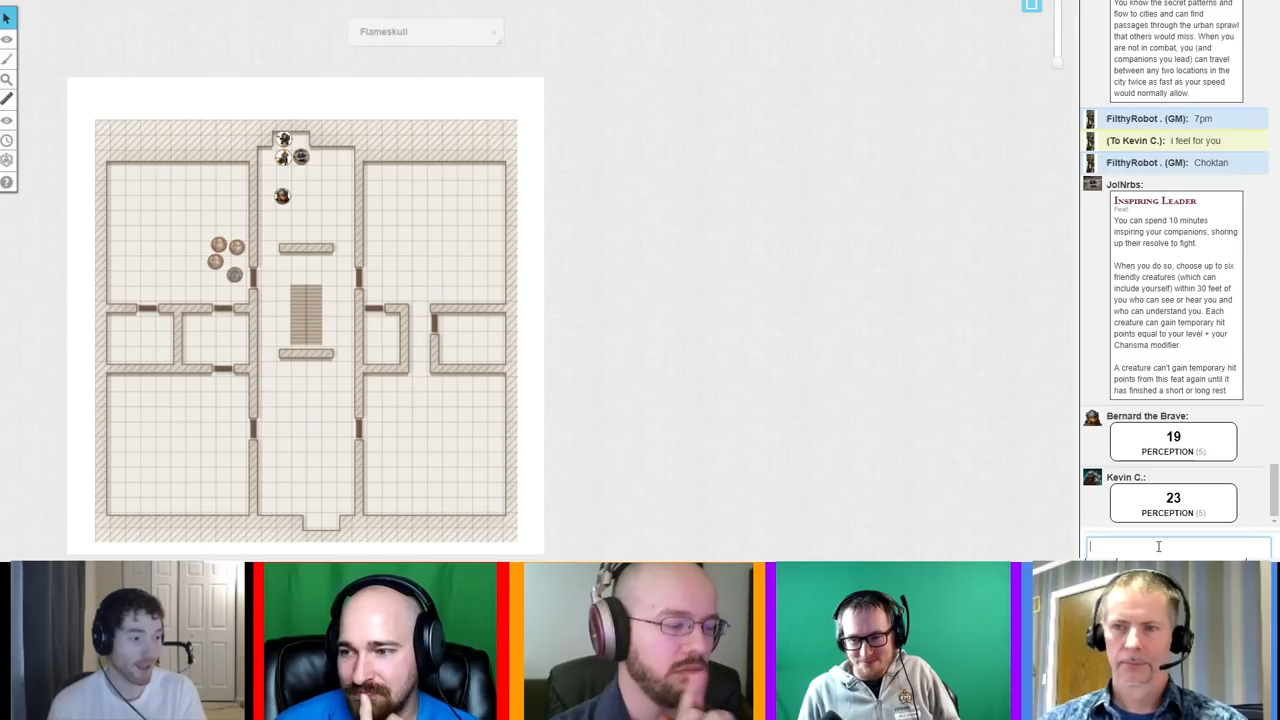 Flameskull
×
You know the secret patterns and
flow to cities and can find
passages through the urban sprawl
that others would miss. When you
are not in combat, you (and
companions you lead) can travel
between any two locations in the
city twice as fast as your speed
would normally allow.
FilthyRobot . (GM): 7pm
(To Kevin C.): i feel for you
FilthyRobot . (GM): Choktan
JolNrbs:
INSPIRING LEADER
Feat:
You can spend 10 minutes
inspiring your companions, shoring
up their resolve to fight.
When you do so, choose up to six
friendly creatures (which can
include yourself) within 30 feet of
you who can see or hear you and
who can understand you. Each
creature can gain temporary hit
points equal to your level + your
Charisma modifier.
A creature can't gain temporary hit
points from this feat again until it
has finished a short or long rest.
Bernard the Brave:
19
PERCEPTION (5)
Kevin C.:
23
PERCEPTION (5)